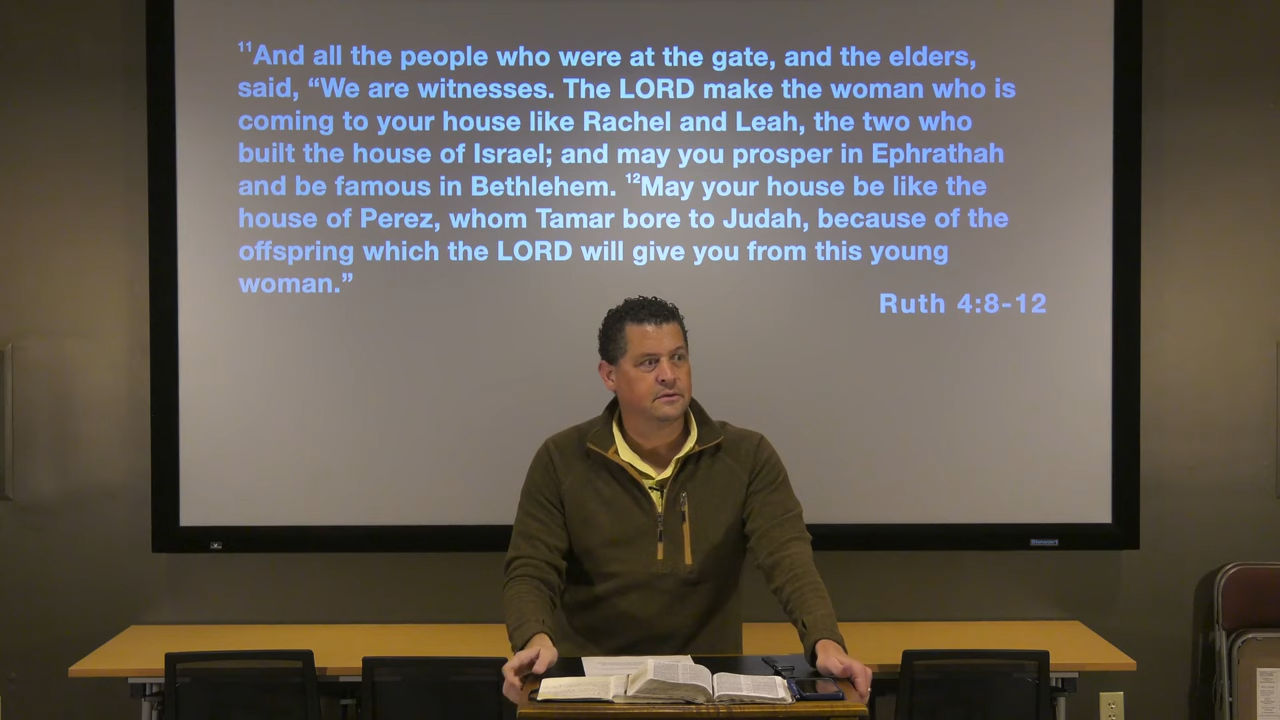 ¹¹And all the people who were at the gate, and the elders,
said, “We are witnesses. The LORD make the woman who is
coming to your house like Rachel and Leah, the two who
built the house of Israel; and may you prosper in Ephrathah
and be famous in Bethlehem. ¹²May your house be like the
house of Perez, whom Tamar bore to Judah, because of the
offspring which the LORD will give you from this young
woman.”
Ruth 4:8-12